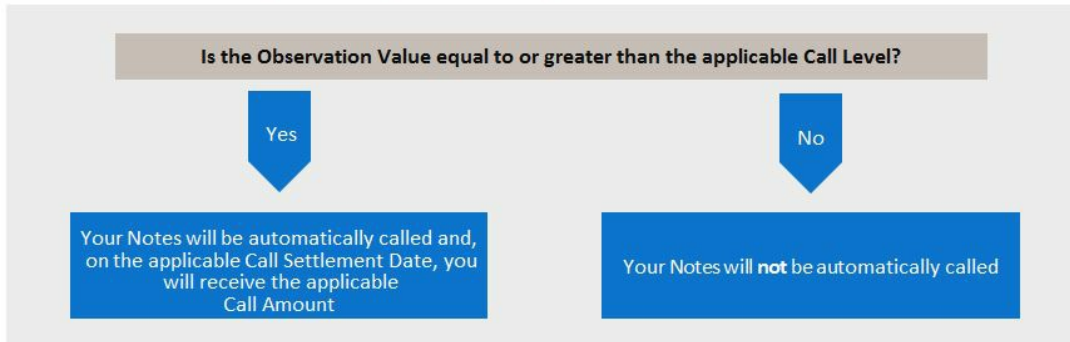 Is the Observation Value equal to or greater than the applicable Call Level?
Yes
No
Your Notes will be automatically called and,
on the applicable Call Settlement Date, you
will receive the applicable
Call Amount
Your Notes will not be automatically called